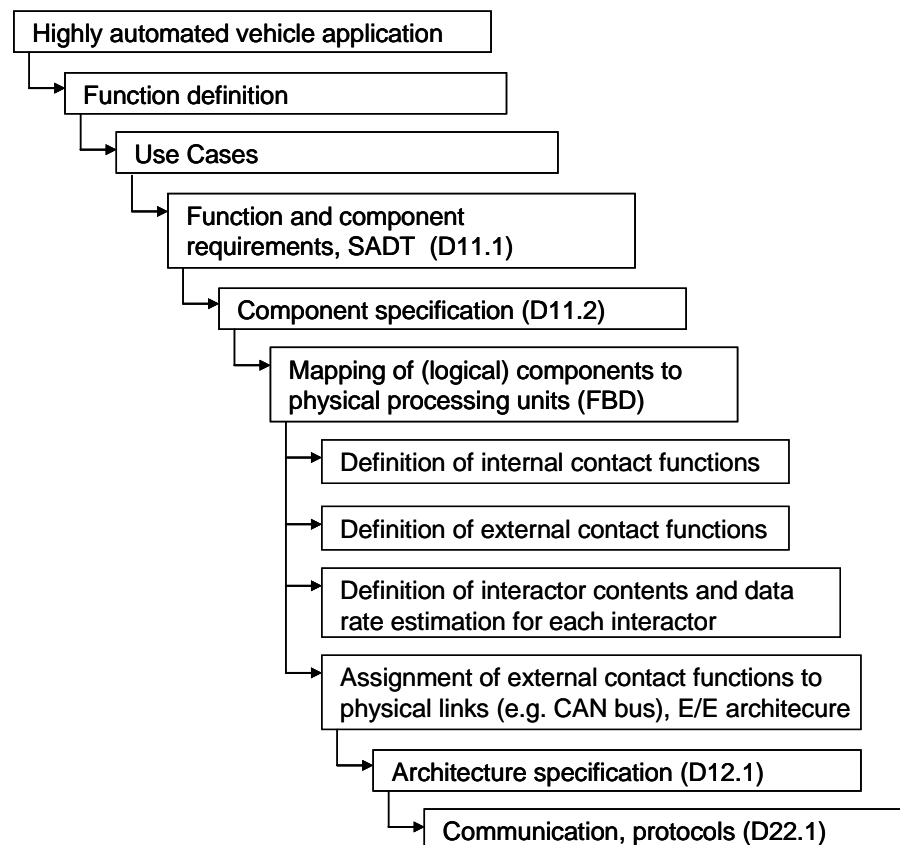 Highly automated vehicle application
Function definition
Use Cases
Function and component
requirements, SADT (D11.1)
Component specification (D11.2)
Mapping of (logical) components to
physical processing units (FBD)
Definition of internal contact functions
Definition of external contact functions
Definition of interactor contents and data
rate estimation for each interactor
Assignment of external contact functions to
physical links (e.g. CAN bus), E/E architecure
Architecture specification (D12.1)
Communication, protocols (D22.1)